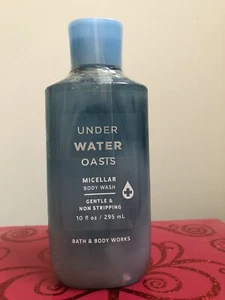 UNDER
WATER
OASIS
MICELLAR
BODY WASH
GENTLE &
NON STRIPPING
10 fl oz / 295 mL
BATH & BODY WORKS